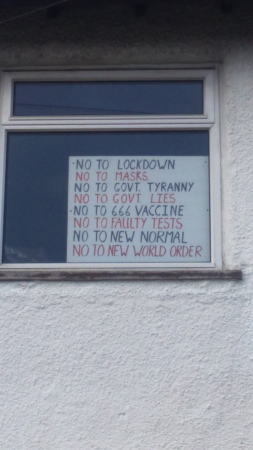 ·NO TO LOCKDOWN
NO TO MASKS.
NO TO GOVT. TYRANNY
NO TO GOVT. LIES
·NO TO 666 VACCINE
NO TO FAULTY TESTS
NO TO NEW NORMAL
NO TO NEW WORLD ORDER